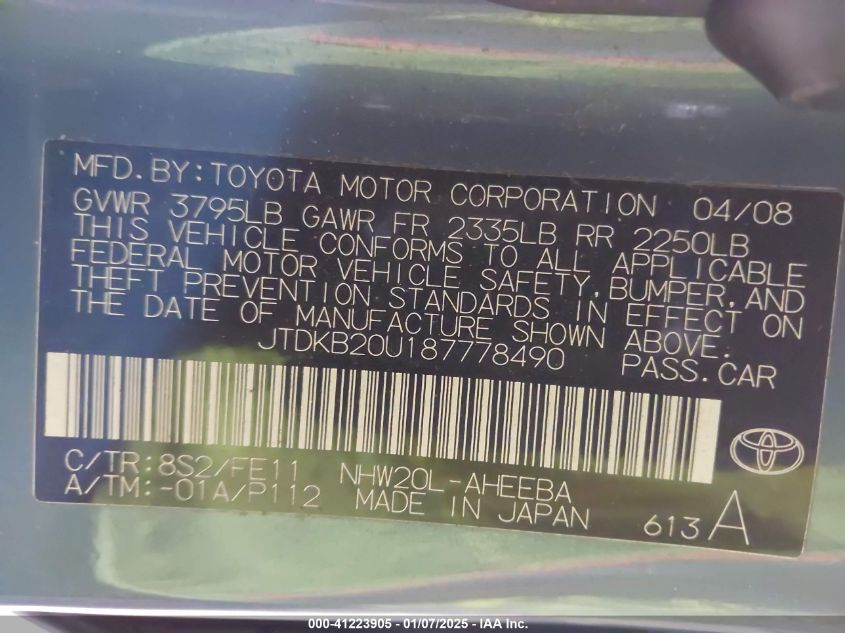 MFD. BY: TOYOTA MOTOR CORPORATION 04/08
GVWR 3795LB GAWR FR 2335LB RR 2250LB
THIS VEHICLE CONFORMS TO ALL APPLICABLE
FEDERAL MOTOR VEHICLE SAFETY, BUMPER, AND
THEFT PREVENTION STANDARDS IN EFFECT ON
THE DATE OF MANUFACTURE SHOWN ABOVE.
JTDKB20U187778490 PASS. CAR
C/TR: 8S2/FE11 NHW20L-AHEEBA
A/TM: -01A/P112 MADE IN JAPAN 613 A
000-41223905 - 01/07/2025 - IAA Inc.